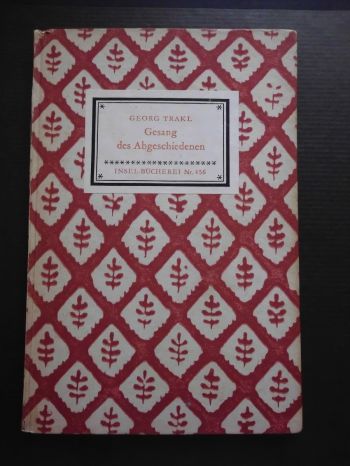 GEORG TRAKL
Gesang
des Abgeschiedenen
INSEL-BÜCHEREI Nr. 436